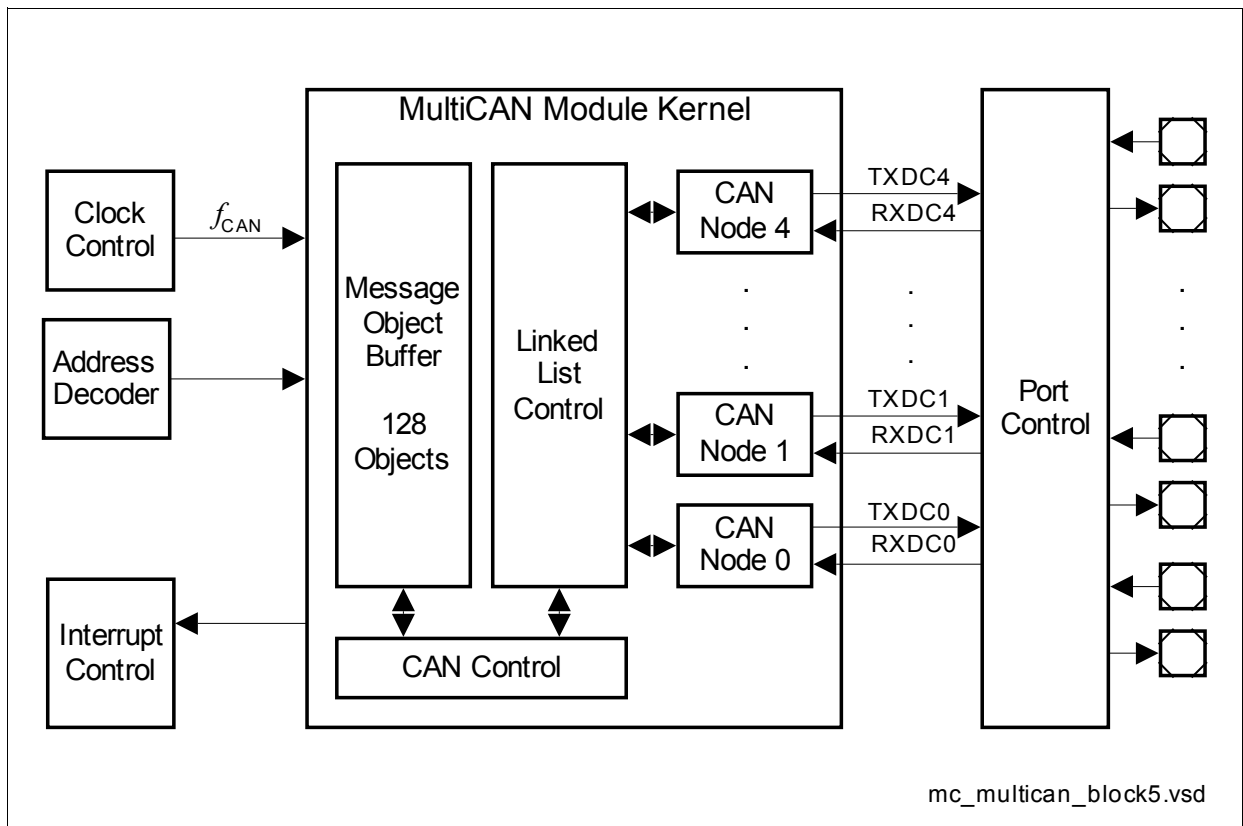 MultiCAN Module Kernel
Clock
Control
fCAN
Address
Decoder
Interrupt
Control
Message
Object
Buffer
128
Objects
Linked
List
Control
CAN Control
CAN
Node 4
TXDC4
RXDC4
CAN
Node 1
TXDC1
RXDC1
CAN
Node 0
TXDC0
RXDC0
Port
Control
mc_multican_block5.vsd